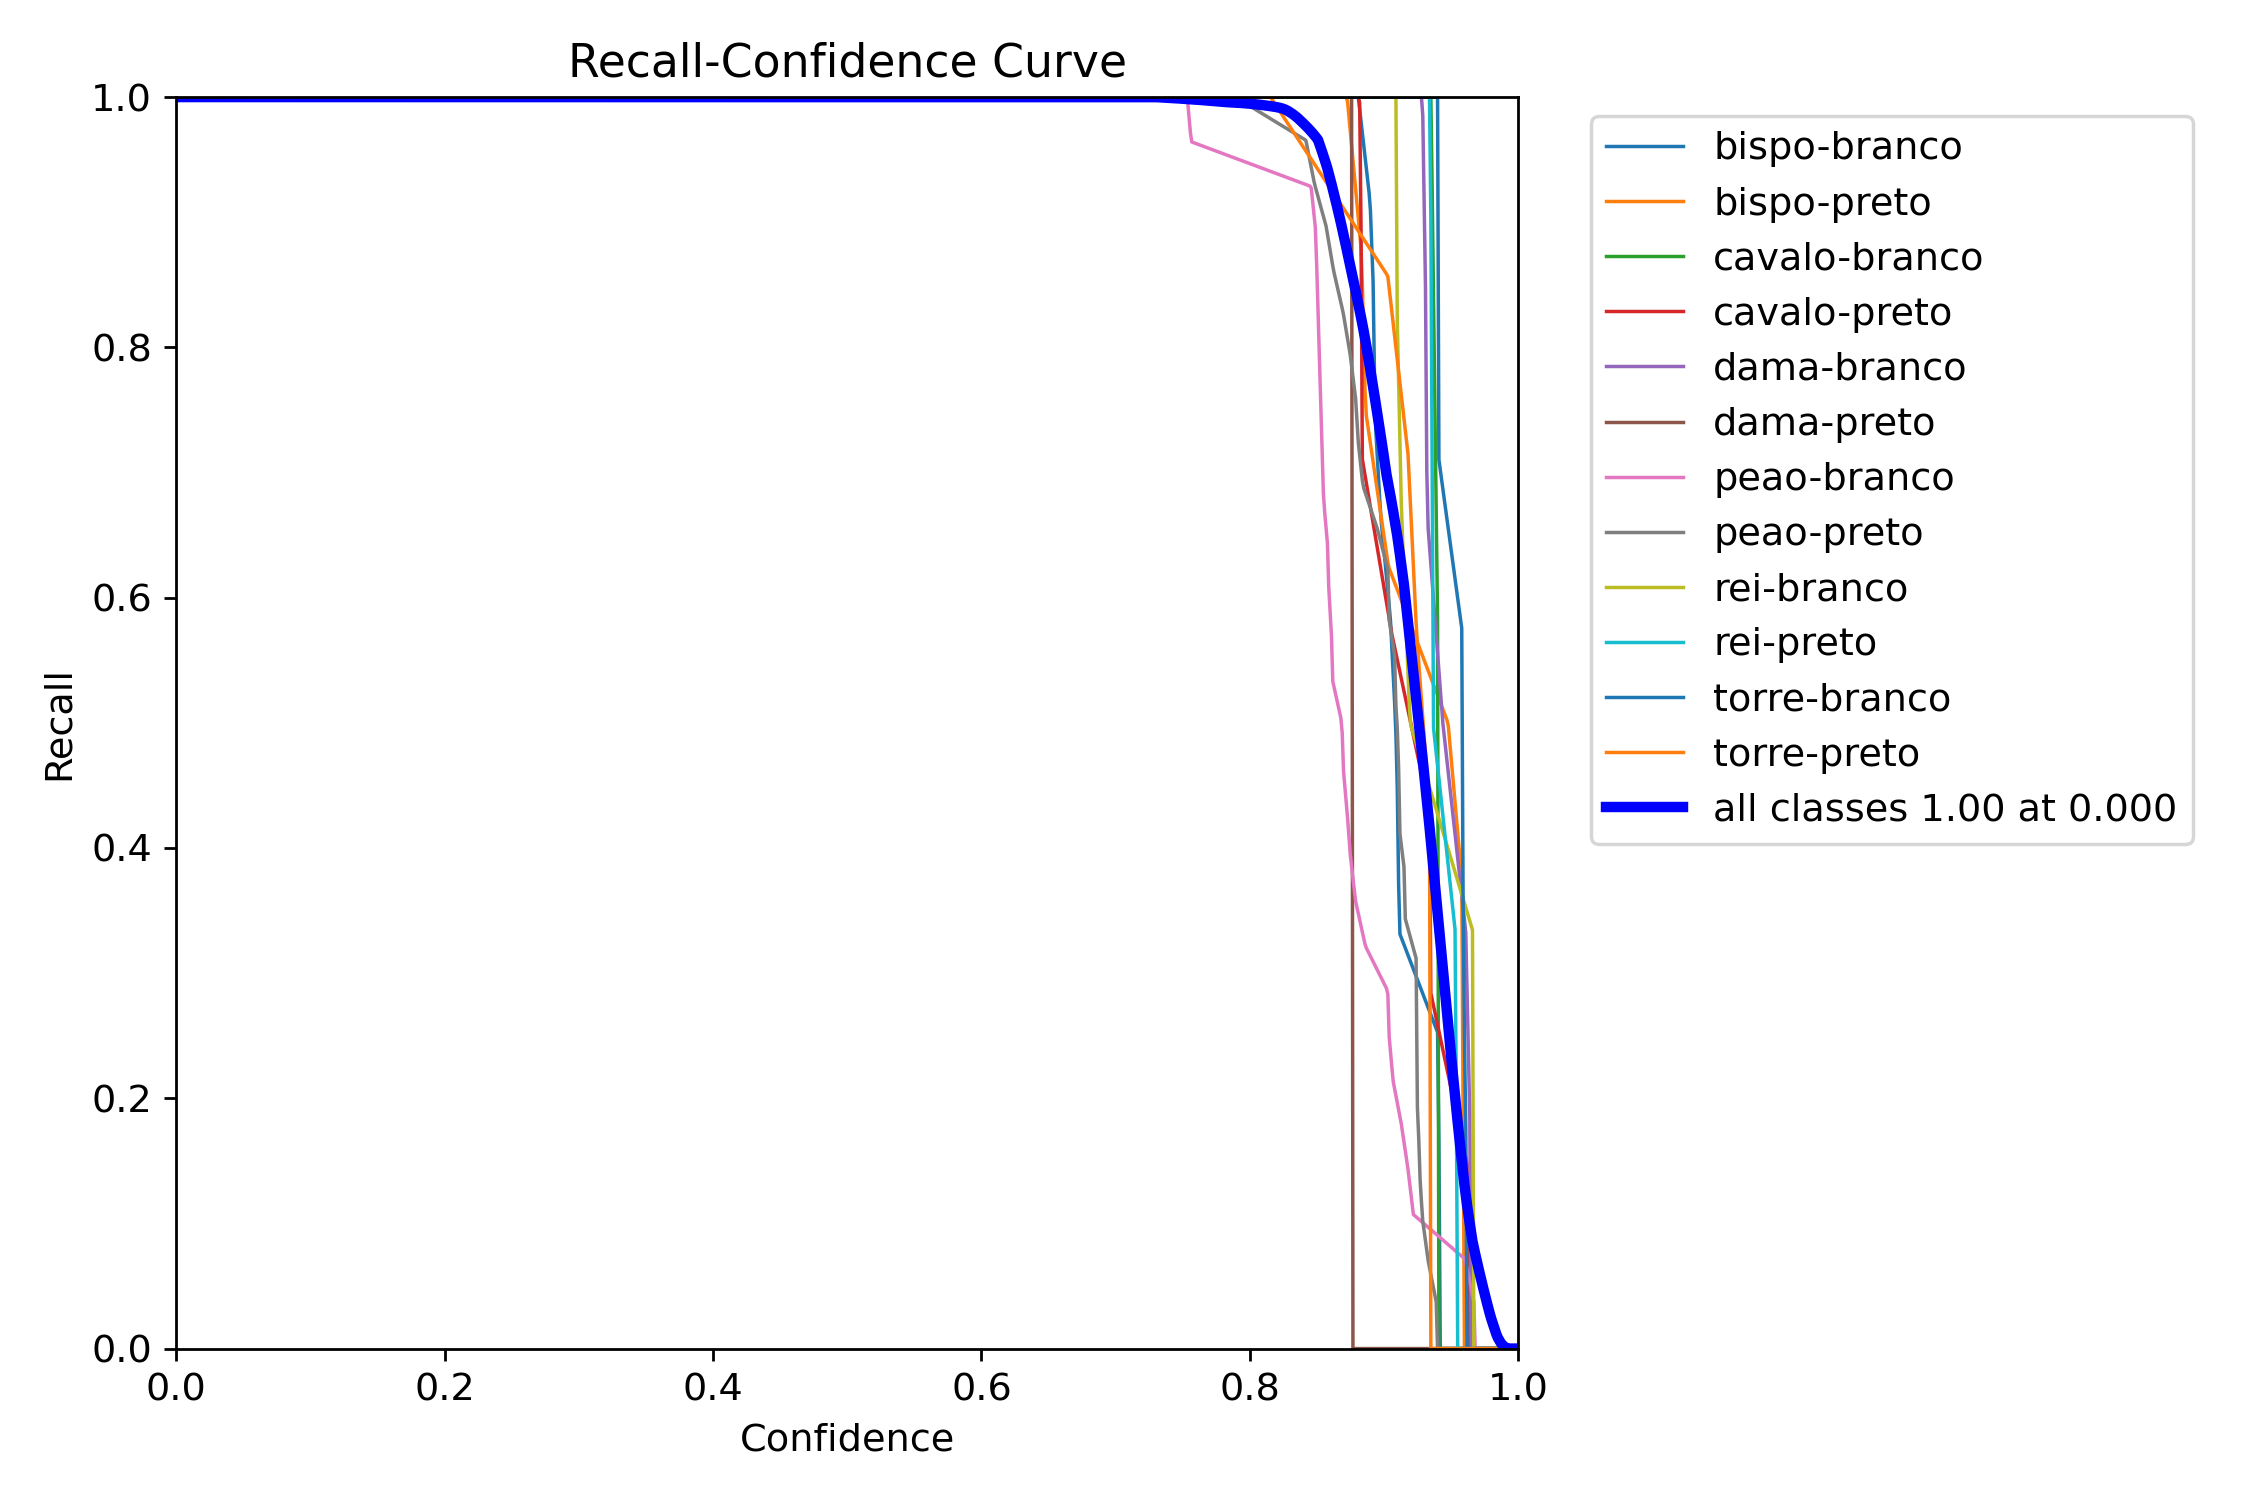 Recall-Confidence Curve
1.0
0.8
0.6
0.4
0.2
0.0
Recall
0.0 0.2 0.4 0.6 0.8 1.0
Confidence
bispo-branco
bispo-preto
cavalo-branco
cavalo-preto
dama-branco
dama-preto
peao-branco
peao-preto
rei-branco
rei-preto
torre-branco
torre-preto
all classes 1.00 at 0.000